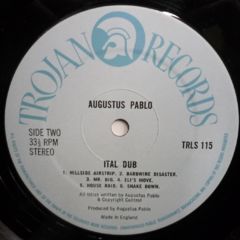 TROJAN RECORDS
AUGUSTUS PABLO
SIDE TWO
33⅓ RPM
STEREO
TRLS 115
ITAL DUB
1. HILLSIDE AIRSTRIP. 2. BARBWIRE DISASTER.
3. MR. BIG. 4. ELI'S MOVE.
5. HOUSE RAID. 6. SHAKE DOWN.
All titles written by Augustus Pablo
& Copyright Control
Produced by Augustus Pablo
Made in England